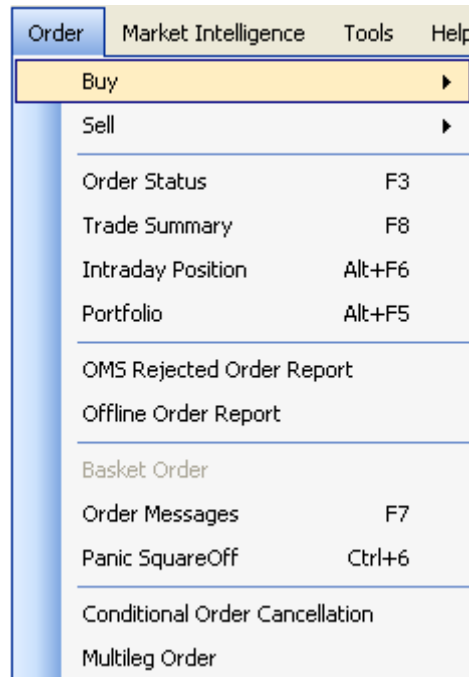 Order Market Intelligence Tools Help
Buy
Sell
Order Status F3
Trade Summary F8
Intraday Position Alt+F6
Portfolio Alt+F5
OMS Rejected Order Report
Offline Order Report
Basket Order
Order Messages F7
Panic SquareOff Ctrl+6
Conditional Order Cancellation
Multileg Order